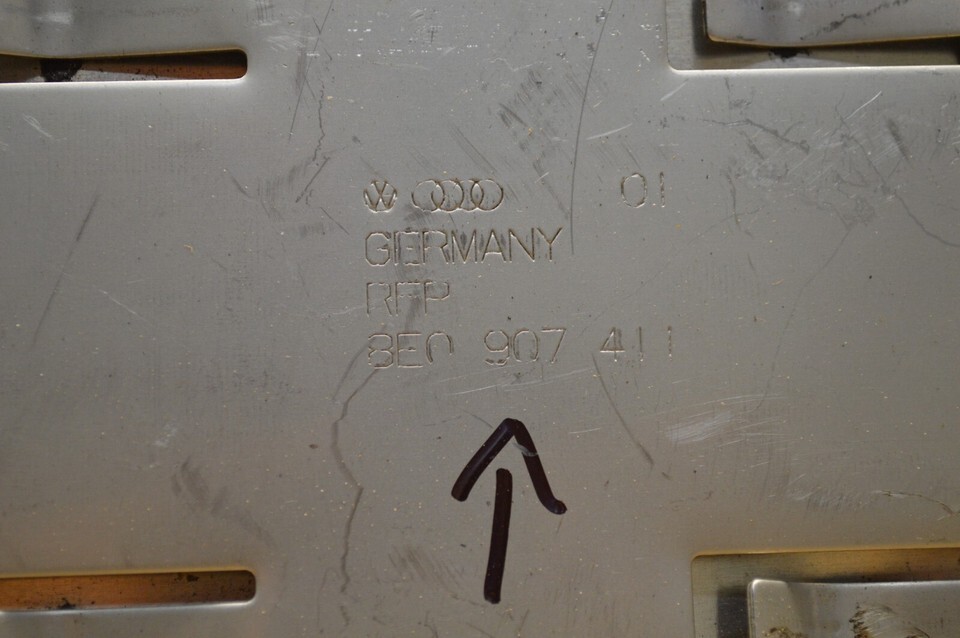 01
GERMANY
RFP
8E0 907 411